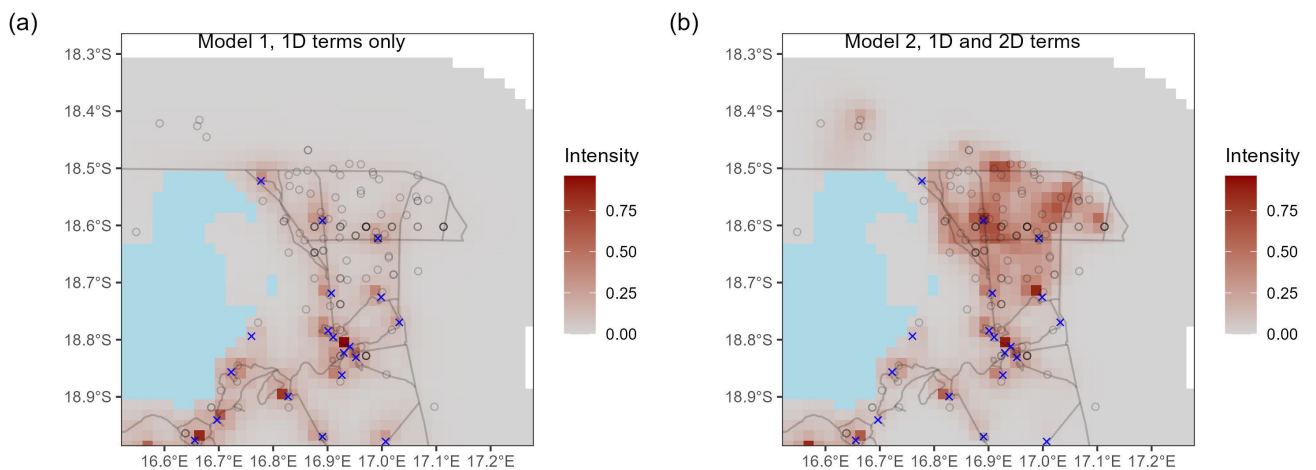 (a)
Model 1, 1D terms only
18.3°S
18.4°S
18.5°S
18.6°S
18.7°S
18.8°S
18.9°S
16.6°E 16.7°E 16.8°E 16.9°E 17.0°E 17.1°E 17.2°E
Intensity
0.75
0.50
0.25
0.00
(b)
Model 2, 1D and 2D terms
18.3°S
18.4°S
18.5°S
18.6°S
18.7°S
18.8°S
18.9°S
16.6°E 16.7°E 16.8°E 16.9°E 17.0°E 17.1°E 17.2°E
Intensity
0.75
0.50
0.25
0.00